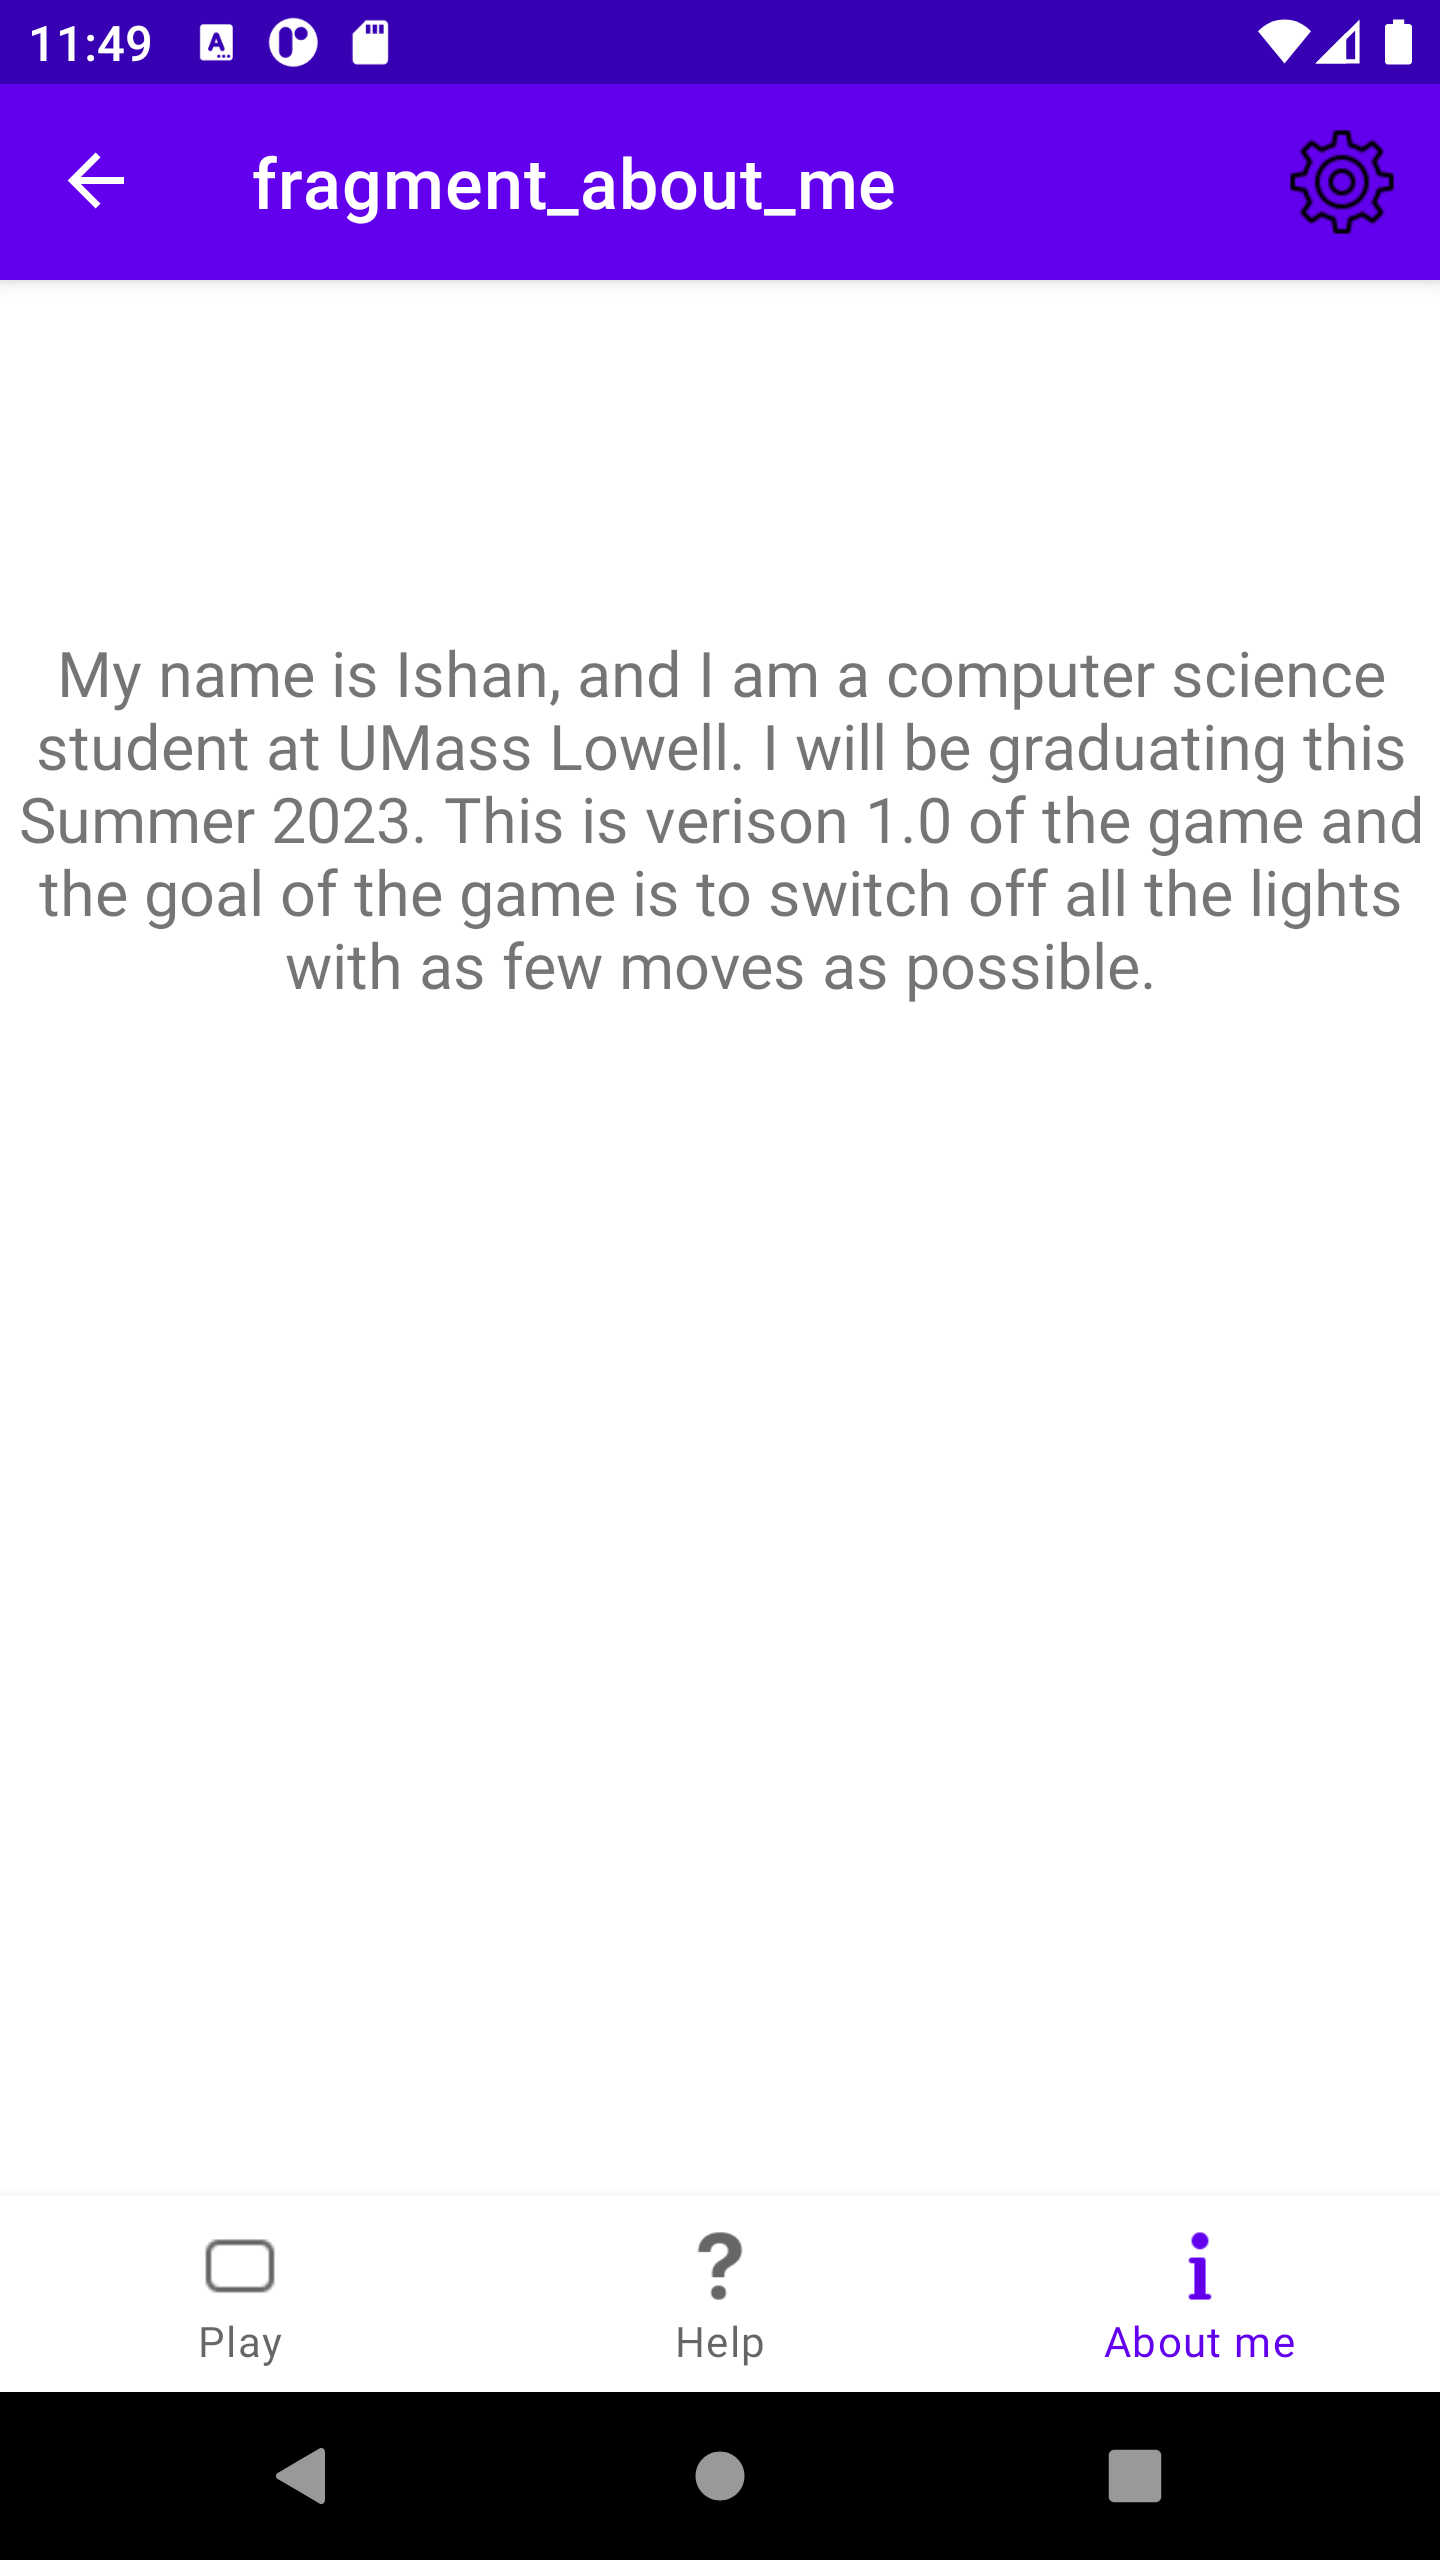 11:49
fragment_about_me
My name is Ishan, and I am a computer science
student at UMass Lowell. I will be graduating this
Summer 2023. This is verison 1.0 of the game and
the goal of the game is to switch off all the lights
with as few moves as possible.
Play
Help
About me